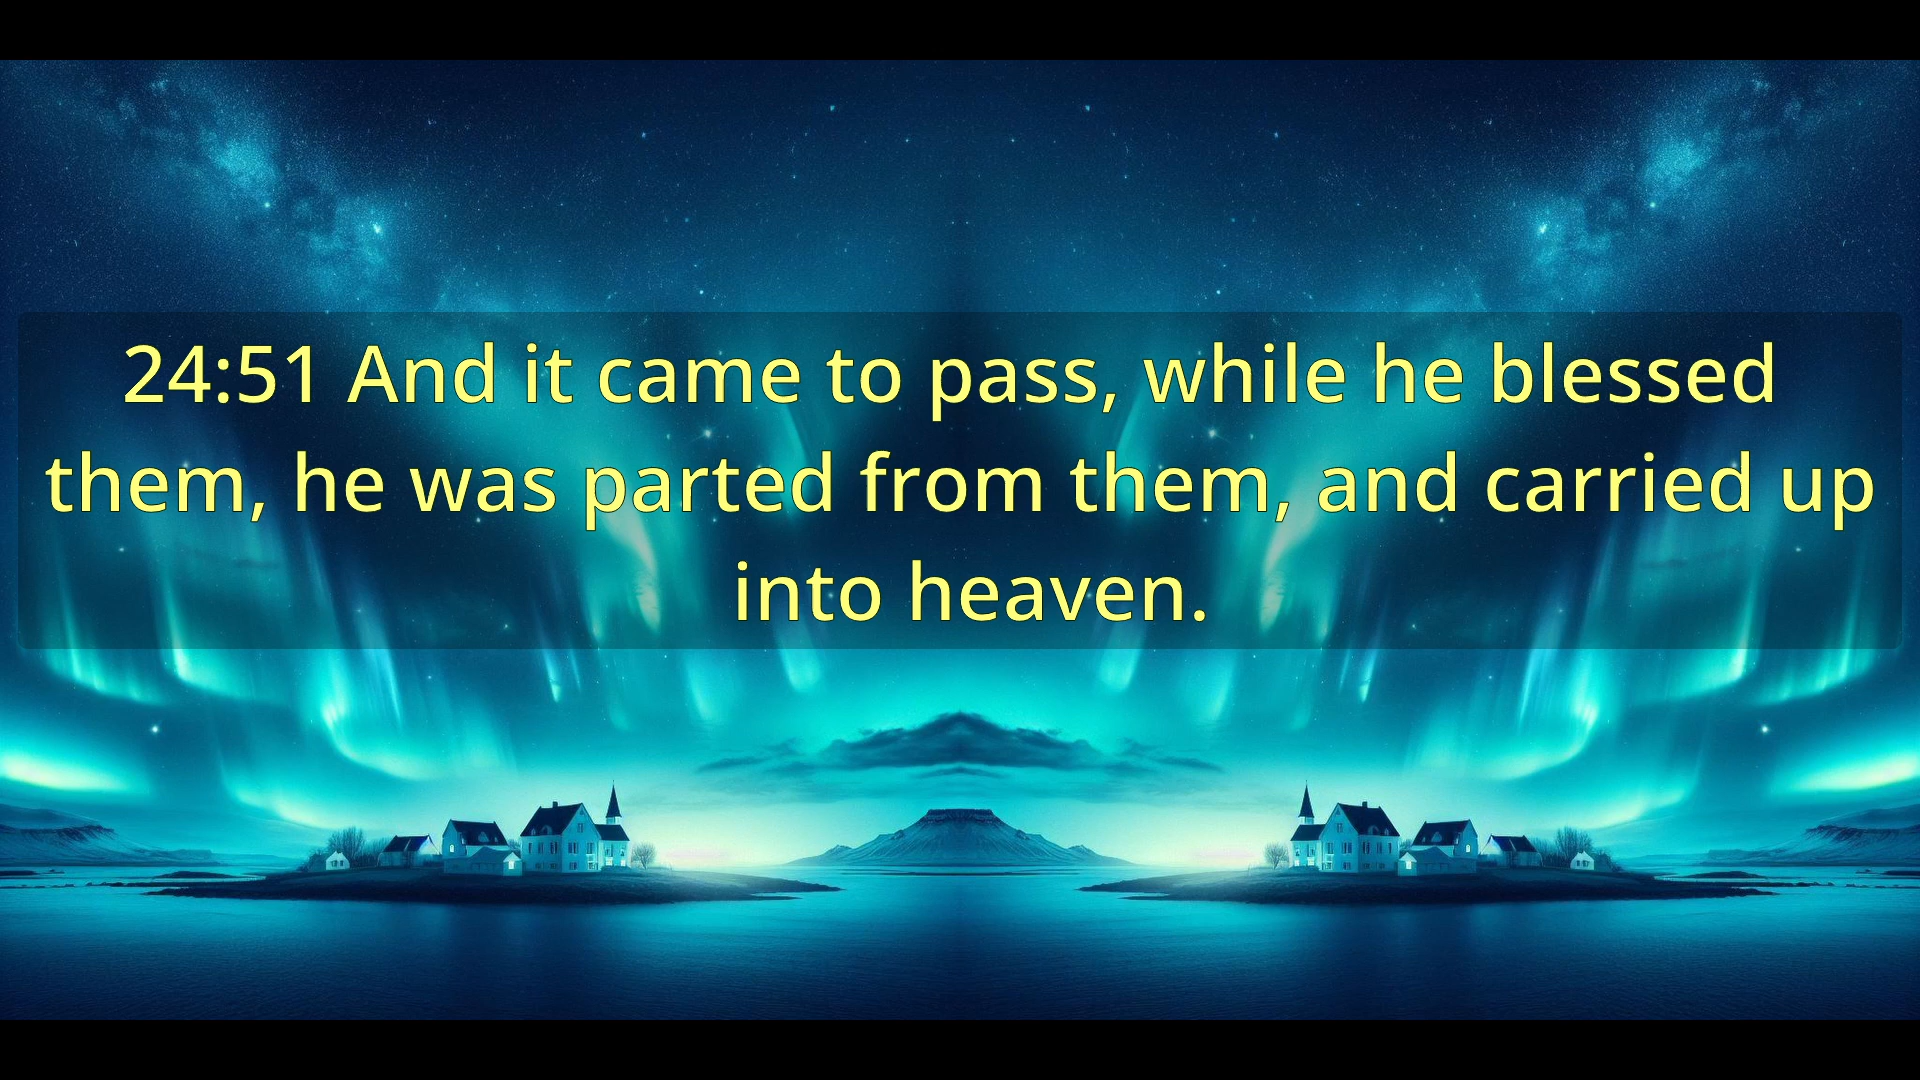 24:51 And it came to pass, while he blessed
them, he was parted from them, and carried up
into heaven.